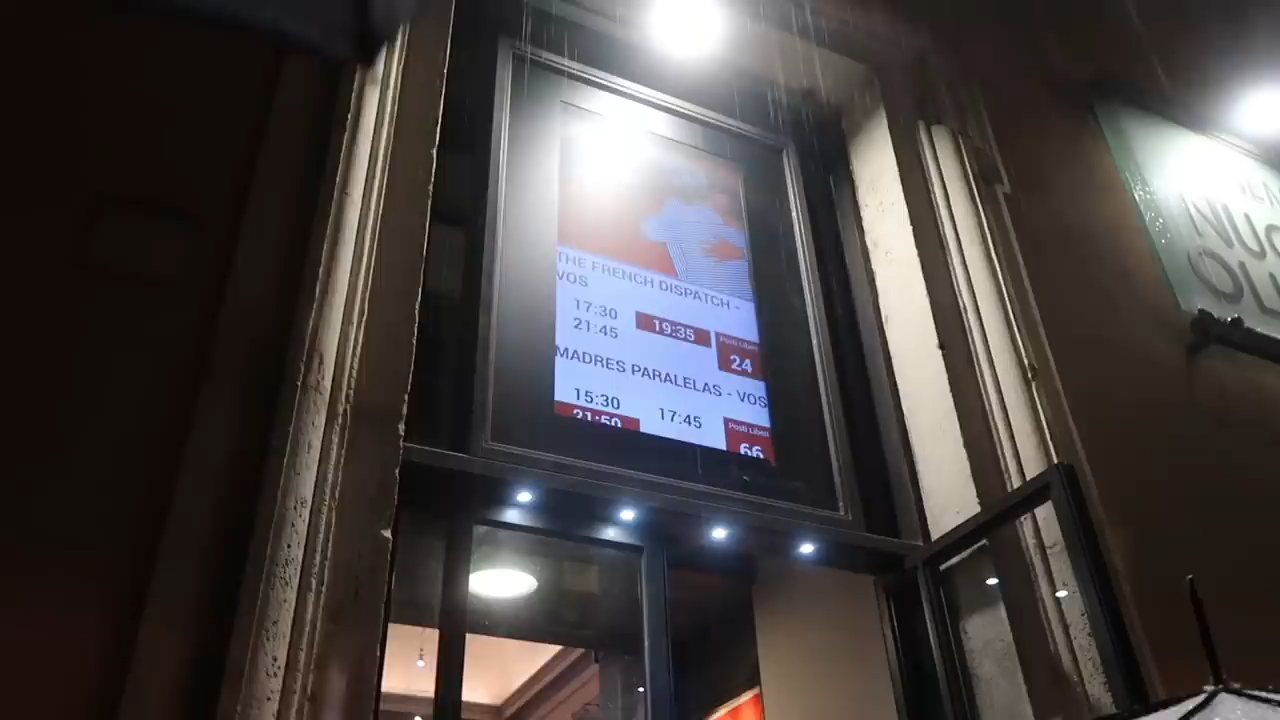 THE FRENCH DISPATCH -
VOS
17:30
19:35
21:45
Posti Liberi
24
MADRES PARALELAS - VOS
15:30
17:45
21:50
Posti Liberi
66
NUO
OL